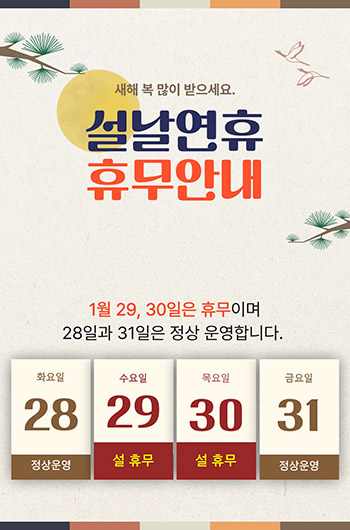 새해 복 많이 받으세요.
설날연휴
휴무안내
1월 29, 30일은 휴무이며
28일과 31일은 정상 운영합니다.
화요일 수요일 목요일 금요일
28 29 30 31
정상운영 설 휴무 설 휴무 정상운영